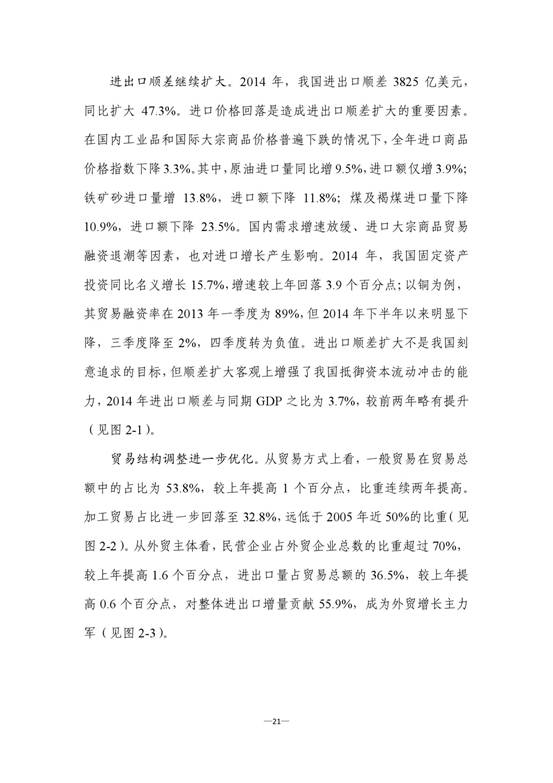 进出口顺差继续扩大。2014 年，我国进出口顺差 3825 亿美元，
同比扩大 47.3%。进口价格回落是造成进出口顺差扩大的重要因素。
在国内工业品和国际大宗商品价格普遍下跌的情况下，全年进口商品
价格指数下降3.3%。其中，原油进口量同比增9.5%，进口额仅增3.9%；
铁矿砂进口量增 13.8%，进口额下降 11.8%；煤及褐煤进口量下降
10.9%，进口额下降 23.5%。国内需求增速放缓、进口大宗商品贸易
融资退潮等因素，也对进口增长产生影响。2014 年，我国固定资产
投资同比名义增长 15.7%，增速较上年回落 3.9 个百分点；以铜为例，
其贸易融资率在 2013 年一季度为 89%，但 2014 年下半年以来明显下
降，三季度降至 2%，四季度转为负值。进出口顺差扩大不是我国刻
意追求的目标，但顺差扩大客观上增强了我国抵御资本流动冲击的能
力，2014 年进出口顺差与同期 GDP 之比为 3.7%，较前两年略有提升
（见图 2-1）。
贸易结构调整进一步优化。从贸易方式上看，一般贸易在贸易总
额中的占比为 53.8%，较上年提高 1 个百分点，比重连续两年提高。
加工贸易占比进一步回落至 32.8%，远低于 2005 年近 50%的比重（见
图 2-2）。从外贸主体看，民营企业占外贸企业总数的比重超过 70%，
较上年提高 1.6 个百分点，进出口量占贸易总额的 36.5%，较上年提
高 0.6 个百分点，对整体进出口增量贡献 55.9%，成为外贸增长主力
军（见图 2-3）。
—21—